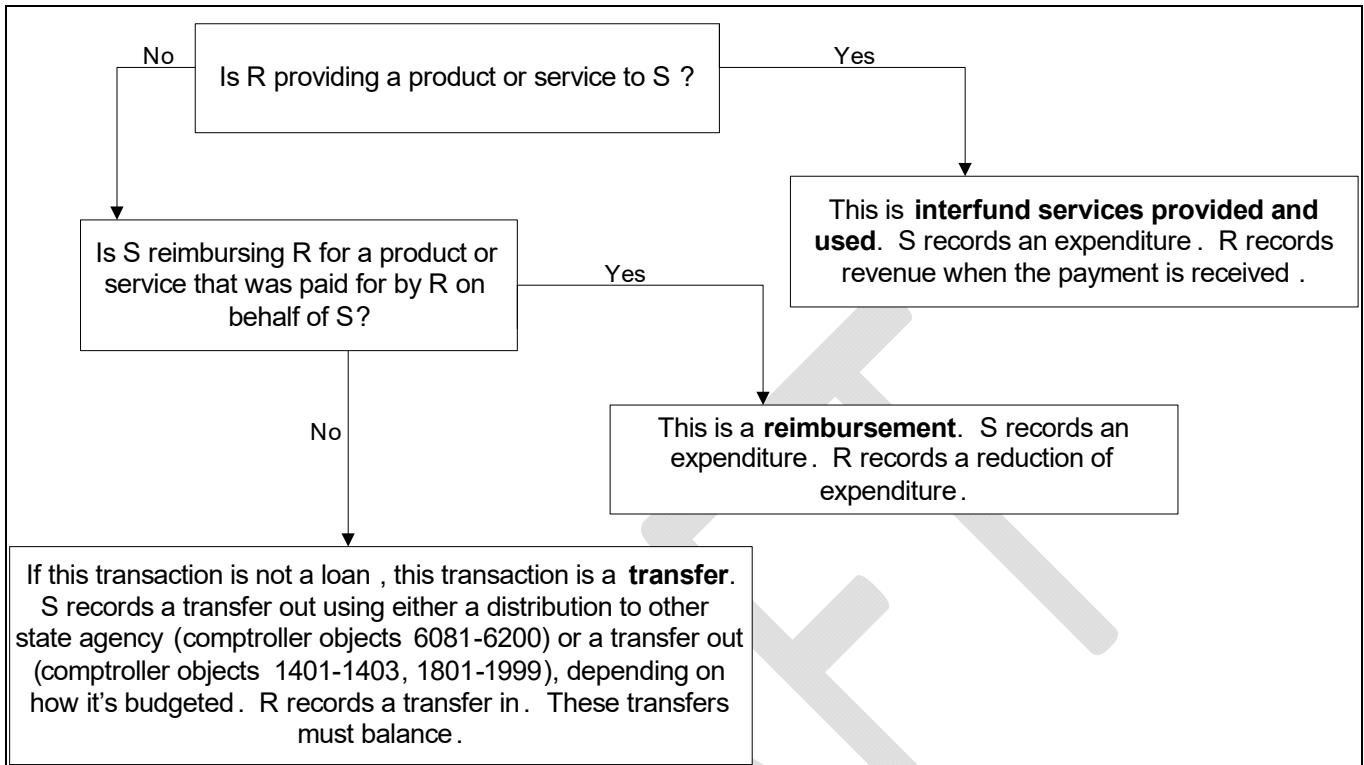 No
Is R providing a product or service to S ?
Yes
This is interfund services provided and
used. S records an expenditure . R records
revenue when the payment is received .
Is S reimbursing R for a product or
service that was paid for by R on
behalf of S?
Yes
This is a reimbursement. S records an
expenditure . R records a reduction of
expenditure .
No
If this transaction is not a loan , this transaction is a transfer.
S records a transfer out using either a distribution to other
state agency (comptroller objects 6081-6200) or a transfer out
(comptroller objects 1401-1403, 1801-1999), depending on
how it’s budgeted . R records a transfer in . These transfers
must balance .